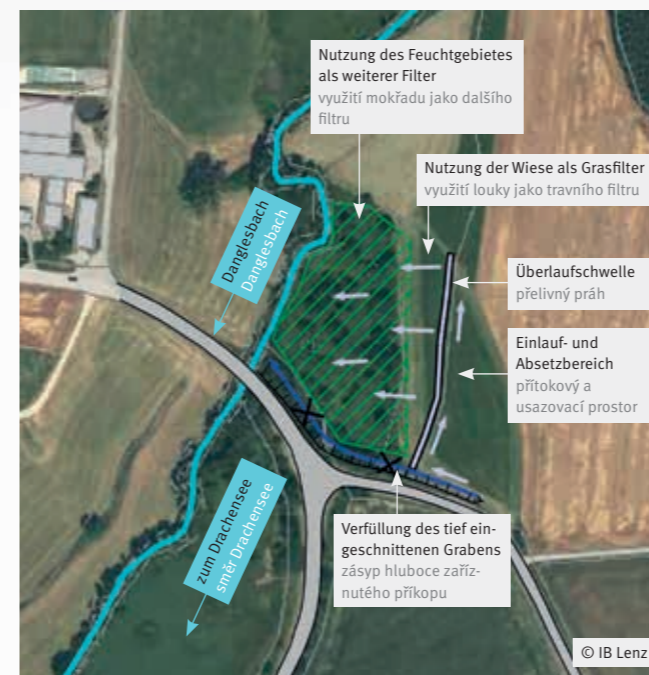 Nutzung des Feuchtgebietes
als weiterer Filter
využití mokřadu jako dalšího
filtru
Nutzung der Wiese als Grasfilter
využití louky jako travního filtru
Danglesbach
Danglesbach
Überlaufschwelle
přelivný práh
Einlauf- und
Absetzbereich
přítokový a
usazovací prostor
zum Drachensee
směr Drachensee
Verfüllung des tief ein-
geschnittenen Grabens
zásyp hluboce zaříz-
nutého příkopu
© IB Lenz